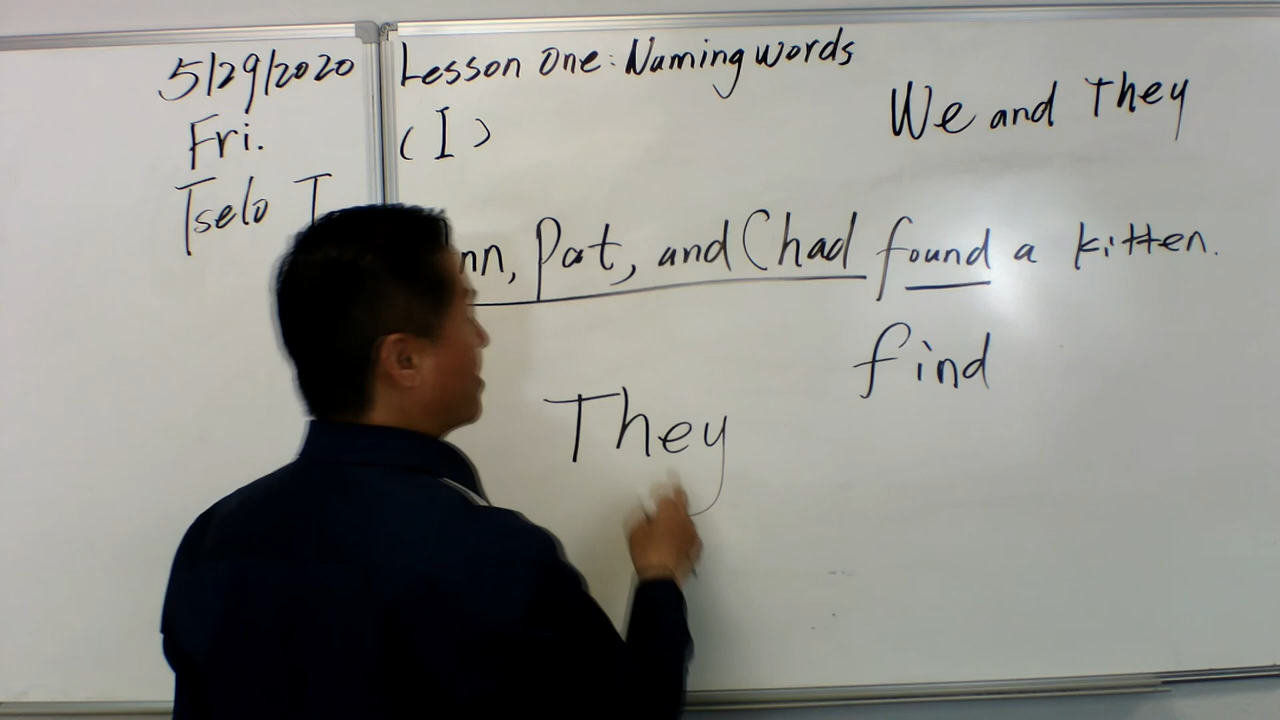 5/29/2020
Fri.
Tselo T
Lesson One: Naming words
(I)
We and They
nn, Pat, and Chad found a kitten.
find
They